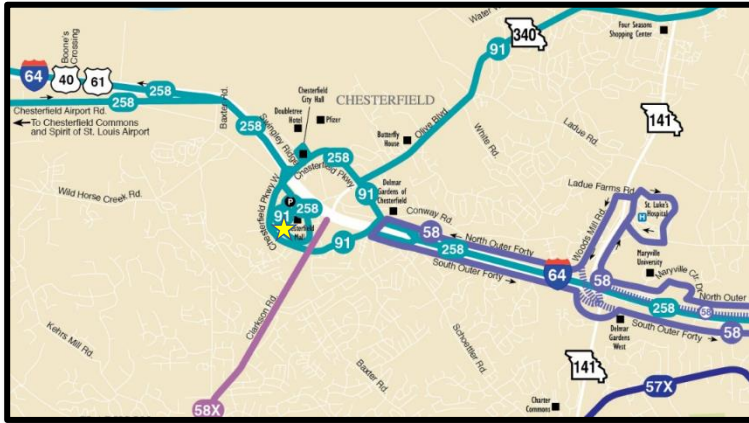 Water
340
Four Seasons
Shopping Center
64
40
61
Boone's
Crossing
91
258
258
Chesterfield Airport Rd.
To Chesterfield Commons
and Spirit of St. Louis Airport
Baxter Rd.
258
Swingley Ridge
Chesterfield
City Hall
Doubletree
Hotel
Pfizer
CHESTERFIELD
Butterfly
House
Olive Blvd.
White Rd.
Ladue Rd.
141
258
Chesterfield Pkwy
Chesterfield Pkwy W.
Wild Horse Creek Rd.
P
258
91
91
Delmar
Gardens of
Chesterfield
Conway Rd.
58
North Outer Forty
258
South Outer Forty
91
Ladue Farms Rd.
Woods Mill Rd.
H
St. Luke's
Hospital
Maryville
University
Maryville Ctr. Dr.
64
58
North Outer
58
258
South Outer Forty
58
Delmar
Gardens
West
Clarkson Rd.
Kehrs Mill Rd.
Baxter Rd.
Schoettler Rd.
141
57X
58X
Charter
Commons